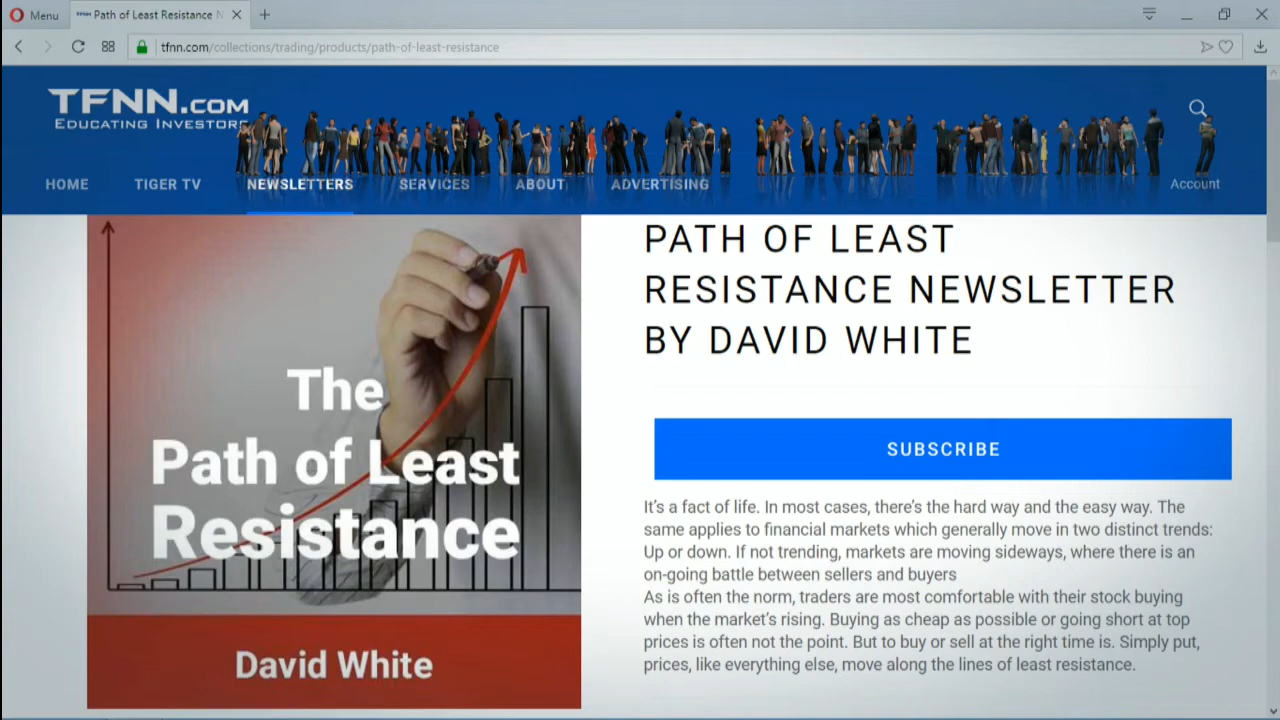 Menu
Path of Least Resistance N
tfnn.com/collections/trading/products/path-of-least-resistance
TFNN.COM
EDUCATING INVESTORS
HOME
TIGER TV
NEWSLETTERS
SERVICES
ABOUT
ADVERTISING
Account
The
Path of Least
Resistance
David White
PATH OF LEAST
RESISTANCE NEWSLETTER
BY DAVID WHITE
SUBSCRIBE
It's a fact of life. In most cases, there's the hard way and the easy way. The
same applies to financial markets which generally move in two distinct trends:
Up or down. If not trending, markets are moving sideways, where there is an
on-going battle between sellers and buyers
As is often the norm, traders are most comfortable with their stock buying
when the market's rising. Buying as cheap as possible or going short at top
prices is often not the point. But to buy or sell at the right time is. Simply put,
prices, like everything else, move along the lines of least resistance.